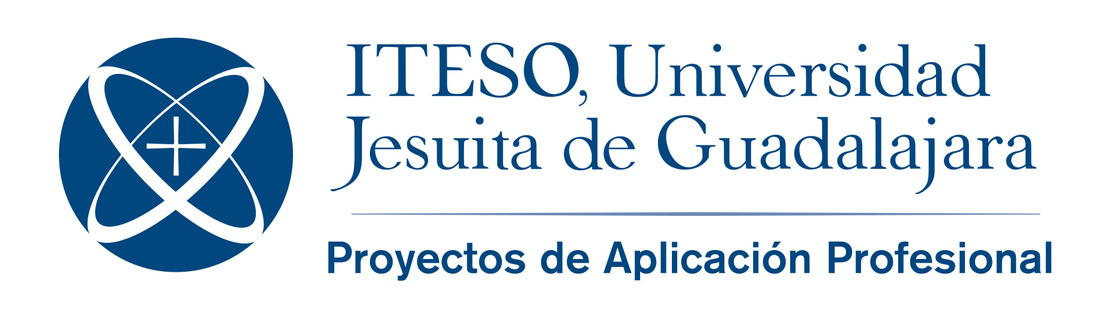 ITESO, Universidad
Jesuita de Guadalajara
Proyectos de Aplicación Profesional